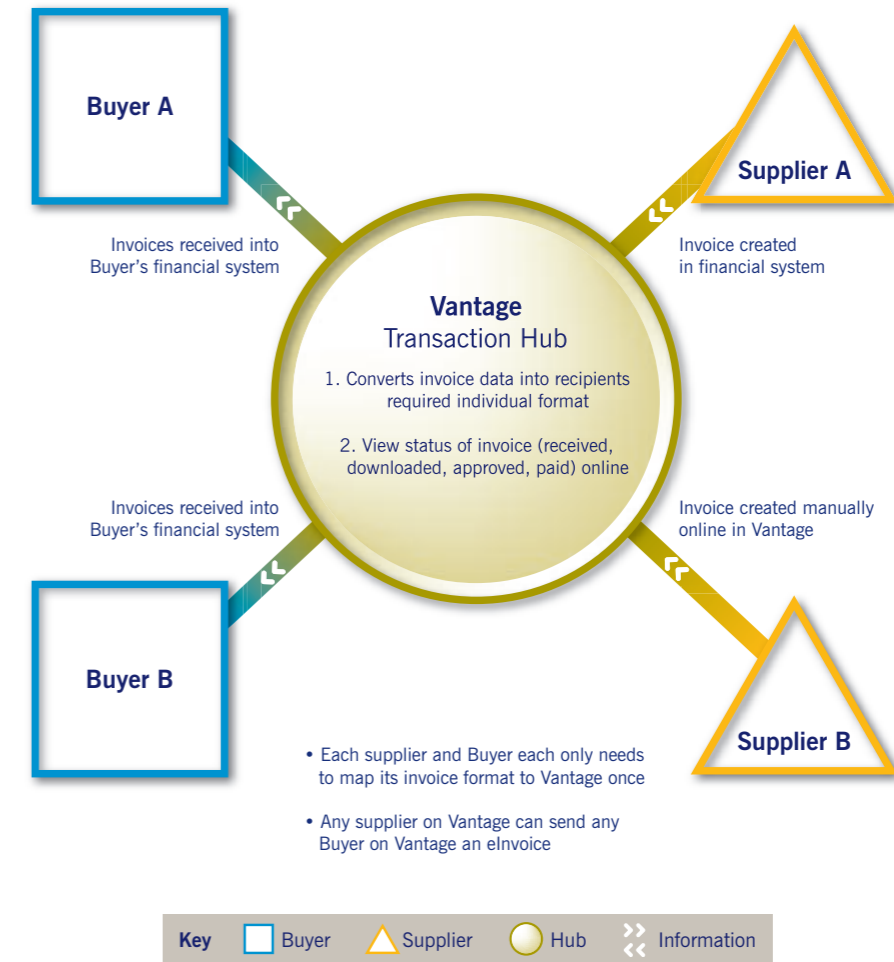 Buyer A
Supplier A
Invoices received into
Buyer's financial system
Invoice created
in financial system
Vantage
Transaction Hub
1. Converts invoice data into recipients
required individual format
2. View status of invoice (received,
downloaded, approved, paid) online
Invoices received into
Buyer's financial system
Invoice created manually
online in Vantage
Buyer B
Supplier B
• Each supplier and Buyer each only needs
to map its invoice format to Vantage once
• Any supplier on Vantage can send any
Buyer on Vantage an eInvoice
Key Buyer Supplier Hub Information